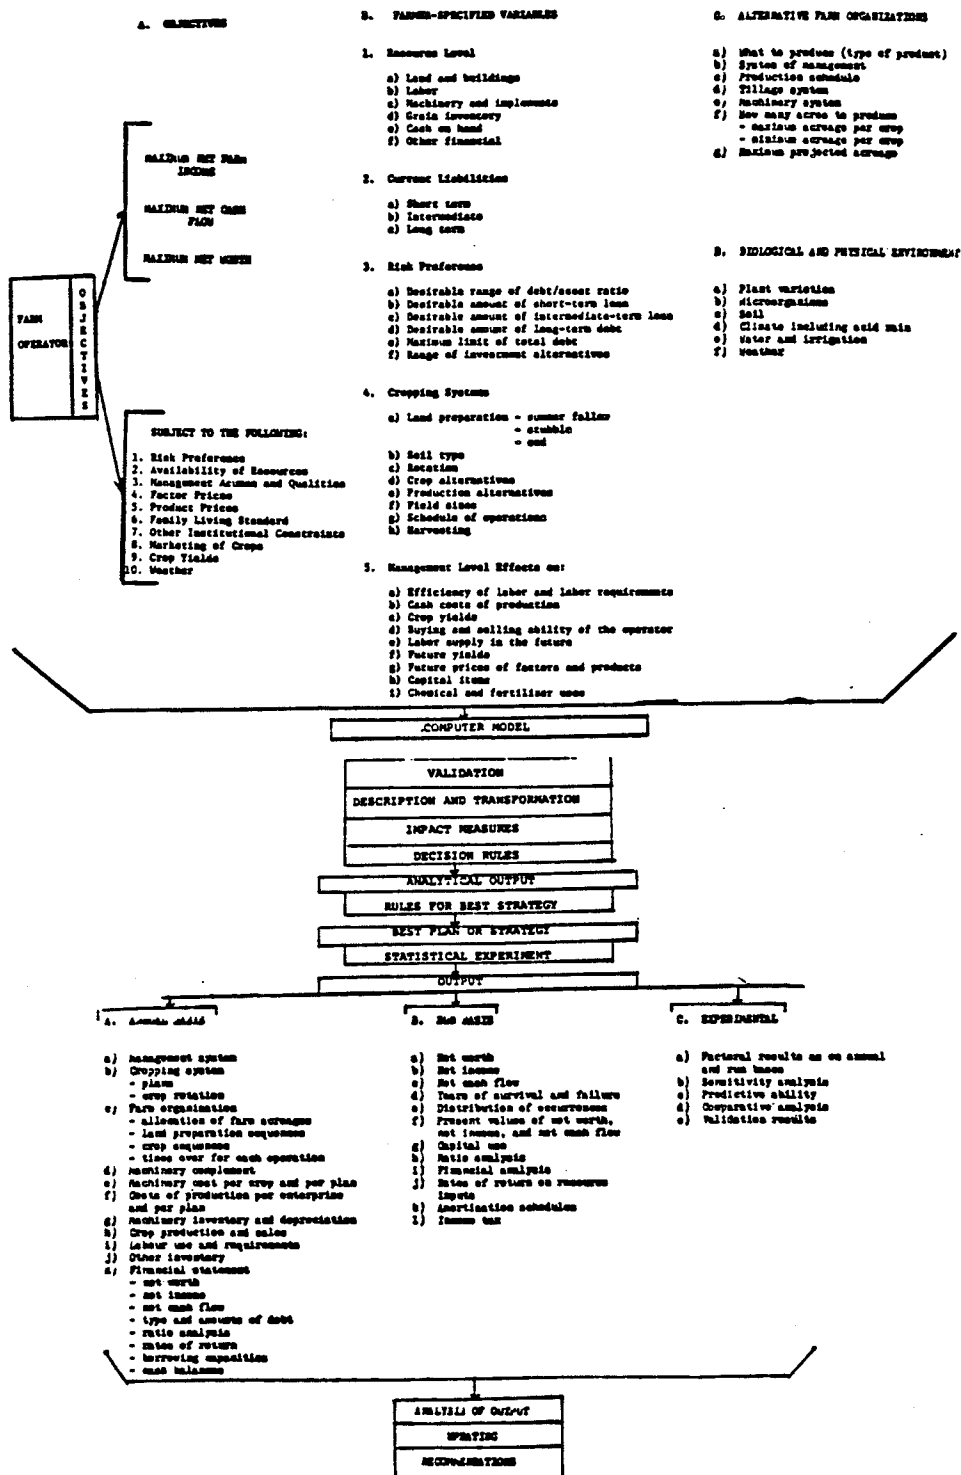 A. OBJECTIVES
MAXIMUM NET FARM
INCOME
MAXIMUM NET CASH
FLOW
MAXIMUM NET WORTH
FARM
OPERATOR
OBJECTIVES
SUBJECT TO THE FOLLOWING:
1. Risk Preference
2. Availability of Resources
3. Management Acumen and Qualities
4. Factor Prices
5. Product Prices
6. Family Living Standard
7. Other Institutional Constraints
8. Marketing of Crops
9. Crop Yields
10. Weather
B. FARMER-SPECIFIED VARIABLES
1. Resource Level
a) Land and buildings
b) Labor
c) Machinery and implements
d) Grain inventory
e) Cash on hand
f) Other financial
2. Current Liabilities
a) Short term
b) Intermediate
c) Long term
3. Risk Preference
a) Desirable range of debt/asset ratio
b) Desirable amount of short-term loan
c) Desirable amount of intermediate-term loan
d) Desirable amount of long-term debt
e) Maximum limit of total debt
f) Range of investment alternatives
4. Cropping Systems
a) Land preparation - summer fallow
- stubble
- sod
b) Soil type
c) Rotation
d) Crop alternatives
e) Production alternatives
f) Field sizes
g) Schedule of operations
h) Harvesting
5. Management Level Effects on:
a) Efficiency of labor and labor requirements
b) Cash costs of production
c) Crop yields
d) Buying and selling ability of the operator
e) Labor supply in the future
f) Future yields
g) Future prices of factors and products
h) Capital items
i) Chemical and fertilizer uses
C. ALTERNATIVE FARM ORGANIZATIONS
a) What to produce (type of product)
b) System of management
c) Production schedule
d) Tillage system
e) Machinery system
f) How many acres to produce
- maximum acreage per crop
- minimum acreage per crop
g) Maximum projected acreage
D. BIOLOGICAL AND PHYSICAL ENVIRONMENT
a) Plant variation
b) Microorganisms
c) Soil
d) Climate including acid rain
e) Water and irrigation
f) Weather
COMPUTER MODEL
VALIDATION
DESCRIPTION AND TRANSFORMATION
IMPACT MEASURES
DECISION RULES
ANALYTICAL OUTPUT
RULES FOR BEST STRATEGY
BEST PLAN OR STRATEGY
STATISTICAL EXPERIMENT
OUTPUT
A. ANNUAL BASIS
a) Management system
b) Cropping system
- plans
- crop rotation
c) Farm organization
- allocation of farm acreages
- land preparation sequences
- crop sequences
- times over for each operation
d) Machinery complement
e) Machinery cost per crop and per plan
f) Costs of production per enterprise
and per plan
g) Machinery inventory and depreciation
h) Crop production and sales
i) Labour use and requirements
j) Other inventory
k) Financial statement
- net worth
- net income
- net cash flow
- type and amounts of debt
- ratio analysis
- rates of return
- borrowing capacities
- cash balances
B. RUN BASIS
a) Net worth
b) Net income
c) Net cash flow
d) Years of survival and failure
e) Distribution of occurrences
f) Present values of net worth,
net income, and net cash flow
g) Capital use
h) Ratio analysis
i) Financial analysis
j) Rates of return on resource
inputs
k) Amortization schedules
l) Income tax
C. EXPERIMENTAL
a) Factoral results as on annual
and run bases
b) Sensitivity analysis
c) Predictive ability
d) Comparative analysis
e) Validation results
ANALYSIS OF OUTPUT
UPDATING
RECOMMENDATIONS